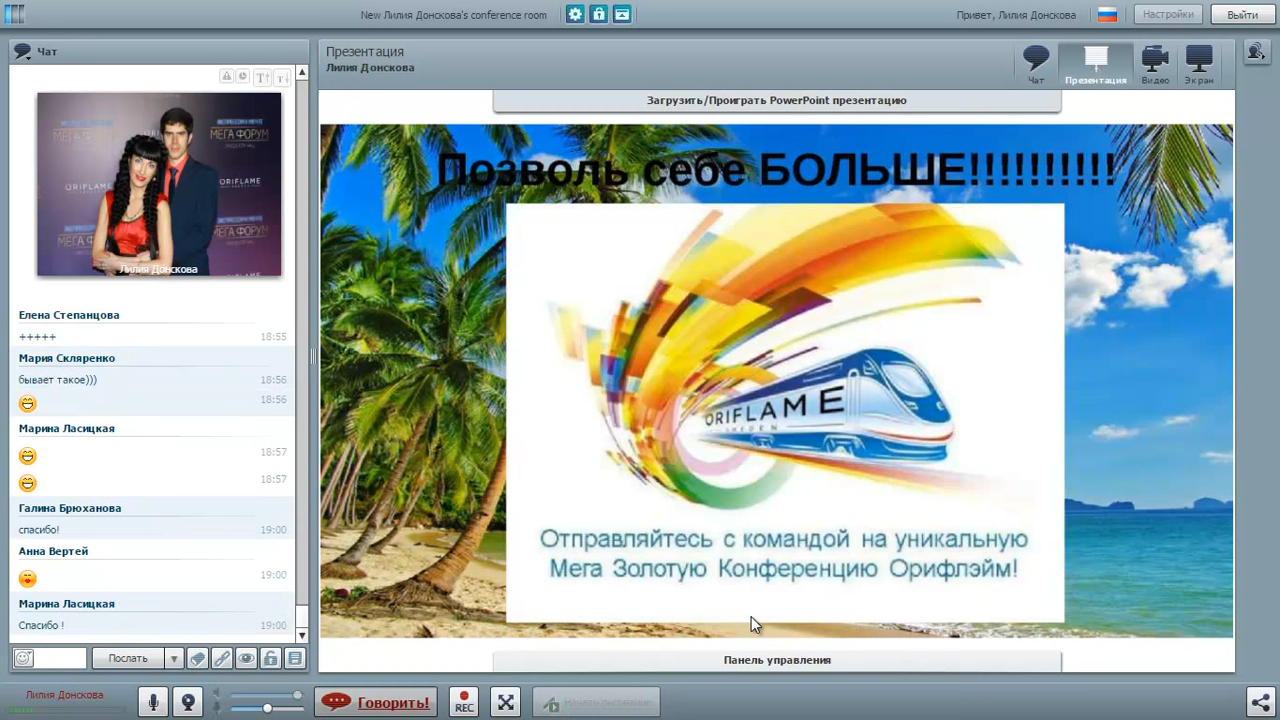 New Лилия Донскова's conference room
Привет, Лилия Донскова
Настройки
Выйти
Чат
МЕГА ФОРУМ
МЕГА ФОРУМ
ORIFLAME
ORIFLAME
Лилия Донскова
Елена Степанцова
+++++ 18:55
Мария Скляренко
бывает такое))) 18:56
18:56
Марина Ласицкая
18:57
18:57
Галина Брюханова
спасибо! 19:00
Анна Вертей
19:00
Марина Ласицкая
Спасибо ! 19:00
Послать
Презентация
Лилия Донскова
Чат
Презентация
Видео
Экран
Загрузить/Проиграть PowerPoint презентацию
Позволь себе БОЛЬШЕ!!!!!!!!!!
ORIFLAME
SWEDEN
Отправляйтесь с командой на уникальную
Мега Золотую Конференцию Орифлэйм!
Панель управления
Лилия Донскова
Говорить!
REC